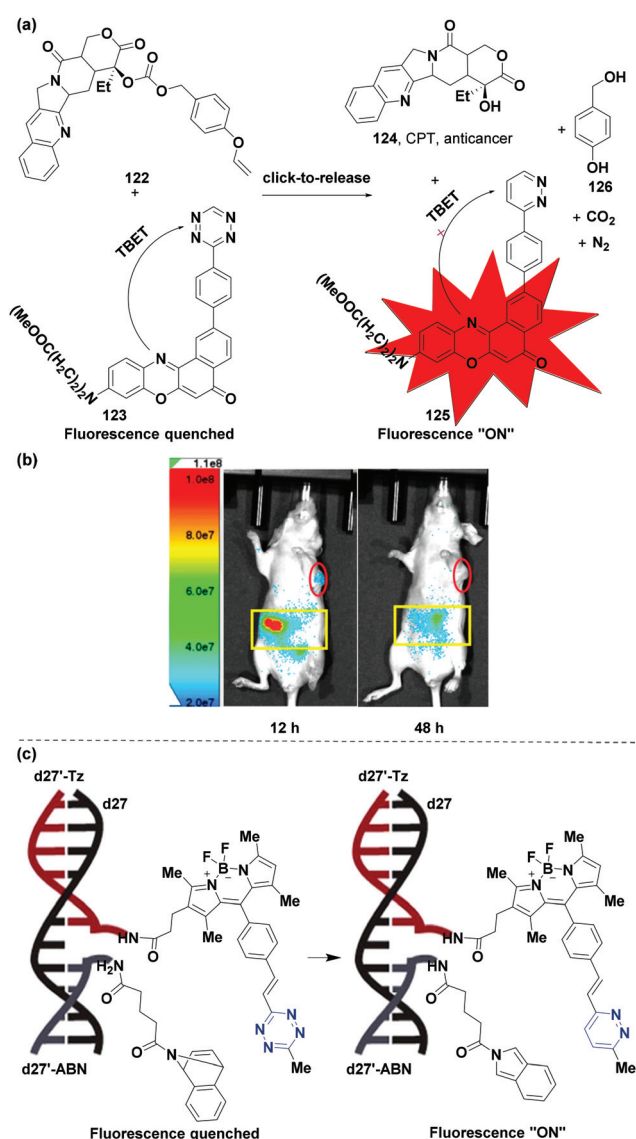 (a)
O
N
O
O
Et
O
O
O
N
O
122
+
N
O
N
O
O
Et
OH
124, CPT, anticancer
+
HO
OH
126
click-to-release
+
+ CO2
+ N2
TBET
N N
N N
(MeOOC(H2C)2)2N
N
O
O
123
Fluorescence quenched
TBET
×
N
N
(MeOOC(H2C)2)2N
N
O
O
125
Fluorescence "ON"
(b)
1.1e8
1.0e8
8.0e7
6.0e7
4.0e7
2.0e7
12 h
48 h
(c)
d27'-Tz
d27
F F
B
N + N
-
Me
Me
Me
Me
HN
O
H2N
O
O
N
N N
N N
Me
d27'-ABN
Fluorescence quenched
d27'-Tz
d27
F F
B
N + N
-
Me
Me
Me
Me
HN
O
HN
O
O
N
N
N
Me
d27'-ABN
Fluorescence "ON"